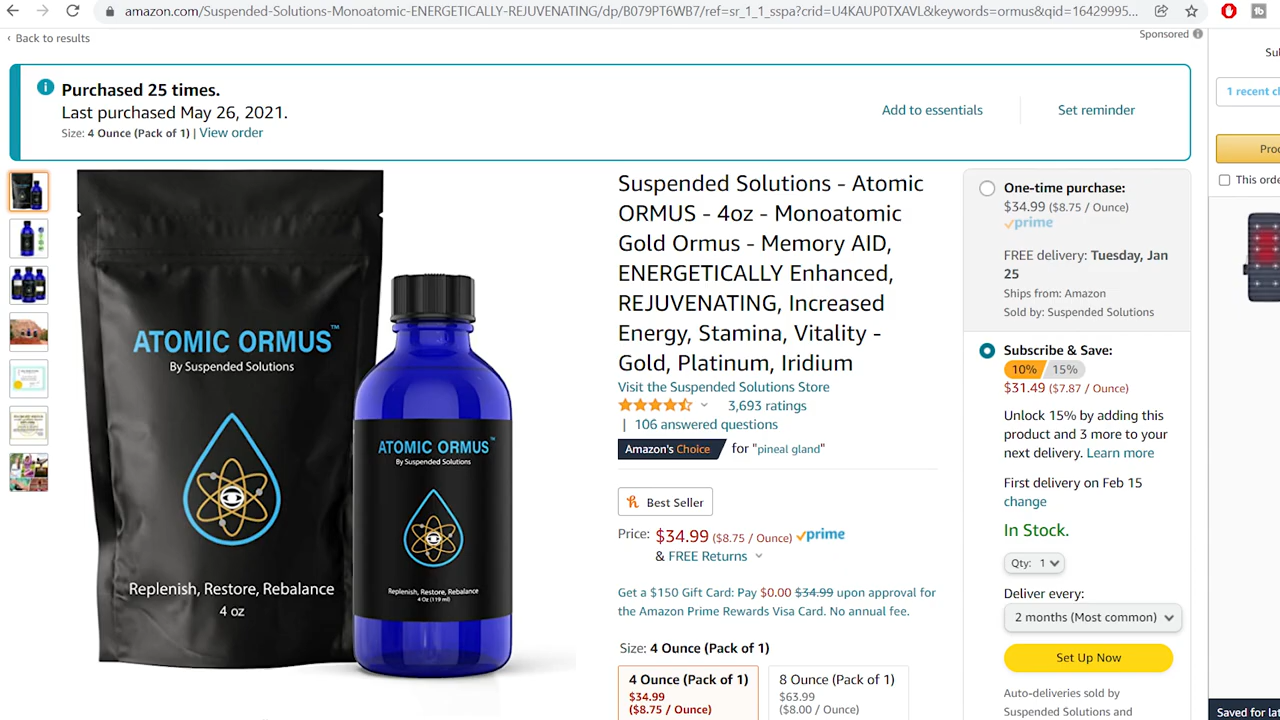 amazon.com/Suspended-Solutions-Monoatomic-ENERGETICALLY-REJUVENATING/dp/B079PT6WB7/ref=sr_1_1_sspa?crid=U4KAUP0TXAVL&keywords=ormus&qid=16429995...
‹ Back to results
Sponsored
Purchased 25 times.
Last purchased May 26, 2021.
Size: 4 Ounce (Pack of 1) | View order
Add to essentials
Set reminder
ATOMIC ORMUS™
By Suspended Solutions
Replenish, Restore, Rebalance
4 oz
ATOMIC ORMUS™
By Suspended Solutions
Replenish, Restore, Rebalance
4 Oz (119 ml)
Suspended Solutions - Atomic
ORMUS - 4oz - Monoatomic
Gold Ormus - Memory AID,
ENERGETICALLY Enhanced,
REJUVENATING, Increased
Energy, Stamina, Vitality -
Gold, Platinum, Iridium
Visit the Suspended Solutions Store
3,693 ratings
| 106 answered questions
Amazon's Choice for "pineal gland"
Best Seller
Price: $34.99 ($8.75 / Ounce) prime
& FREE Returns
Get a $150 Gift Card: Pay $0.00 $34.99 upon approval for
the Amazon Prime Rewards Visa Card. No annual fee.
Size: 4 Ounce (Pack of 1)
4 Ounce (Pack of 1)
$34.99
($8.75 / Ounce)
8 Ounce (Pack of 1)
$63.99
($8.00 / Ounce)
One-time purchase:
$34.99 ($8.75 / Ounce)
prime
FREE delivery: Tuesday, Jan
25
Ships from: Amazon
Sold by: Suspended Solutions
Subscribe & Save:
10% 15%
$31.49 ($7.87 / Ounce)
Unlock 15% by adding this
product and 3 more to your
next delivery. Learn more
First delivery on Feb 15
change
In Stock.
Qty: 1
Deliver every:
2 months (Most common)
Set Up Now
Auto-deliveries sold by
Suspended Solutions and
Su
1 recent c
Pro
This ord
Saved for lat